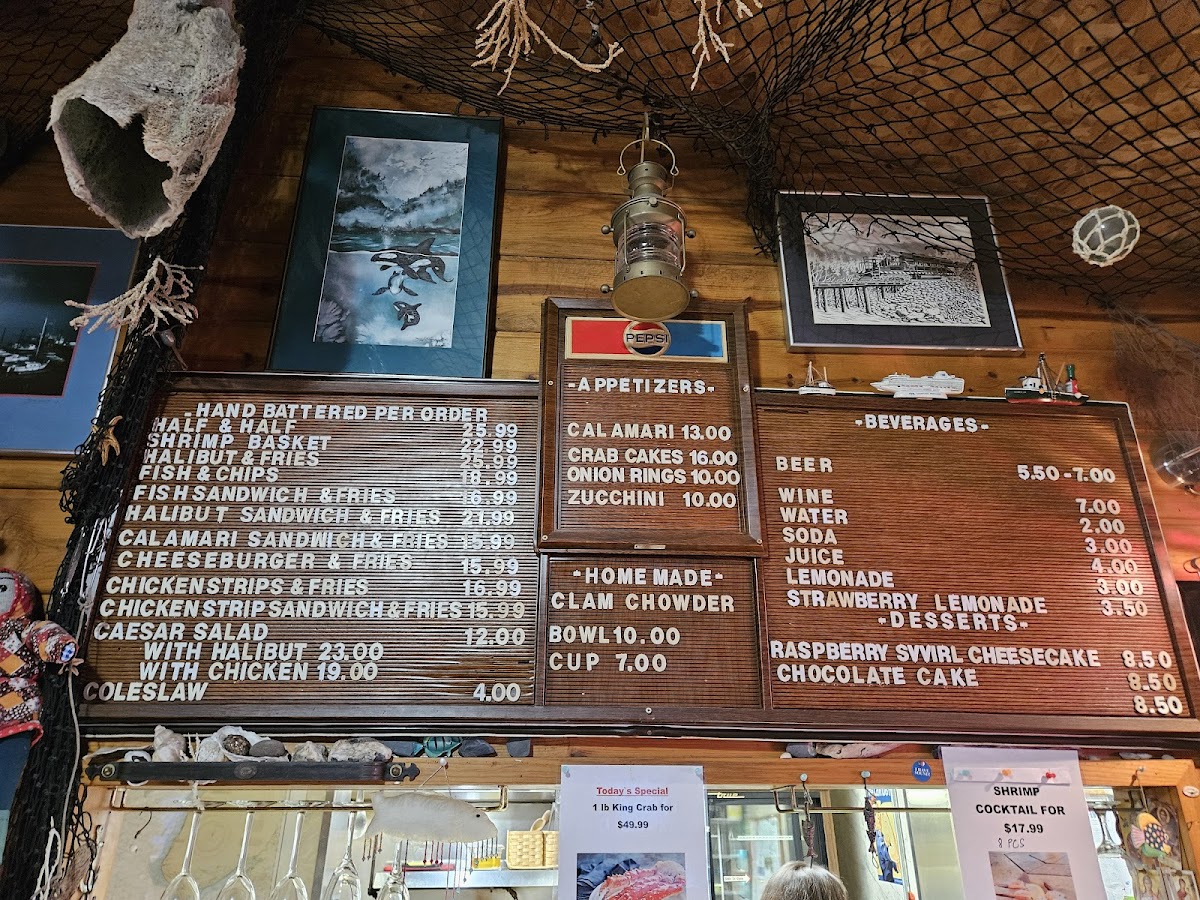 -HAND BATTERED PER ORDER
HALF & HALF 25.99
SHRIMP BASKET 22.99
HALIBUT & FRIES 25.99
FISH & CHIPS 18.99
FISH SANDWICH & FRIES 16.99
HALIBUT SANDWICH & FRIES 21.99
CALAMARI SANDWICH & FRIES 15.99
CHEESEBURGER & FRIES 15.99
CHICKEN STRIPS & FRIES 16.99
CHICKEN STRIP SANDWICH & FRIES 15.99
CAESAR SALAD 12.00
WITH HALIBUT 23.00
WITH CHICKEN 19.00
COLESLAW 4.00
PEPSI
-APPETIZERS-
CALAMARI 13.00
CRAB CAKES 16.00
ONION RINGS 10.00
ZUCCHINI 10.00
-HOME MADE-
CLAM CHOWDER
BOWL 10.00
CUP 7.00
-BEVERAGES-
BEER 5.50-7.00
WINE 7.00
WATER 2.00
SODA 3.00
JUICE 4.00
LEMONADE 3.00
STRAWBERRY LEMONADE 3.50
-DESSERTS-
RASPBERRY SVVIRL CHEESECAKE 8.50
CHOCOLATE CAKE 8.50
8.50
Today's Special
1 lb King Crab for
$49.99
SHRIMP
COCKTAIL FOR
$17.99
8 PCS